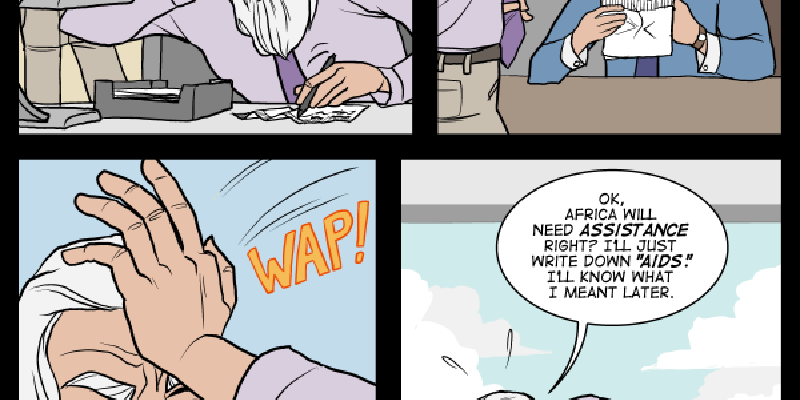 WAP!
OK,
AFRICA WILL
NEED ASSISTANCE
RIGHT? I'LL JUST
WRITE DOWN "AIDS."
I'LL KNOW WHAT
I MEANT LATER.